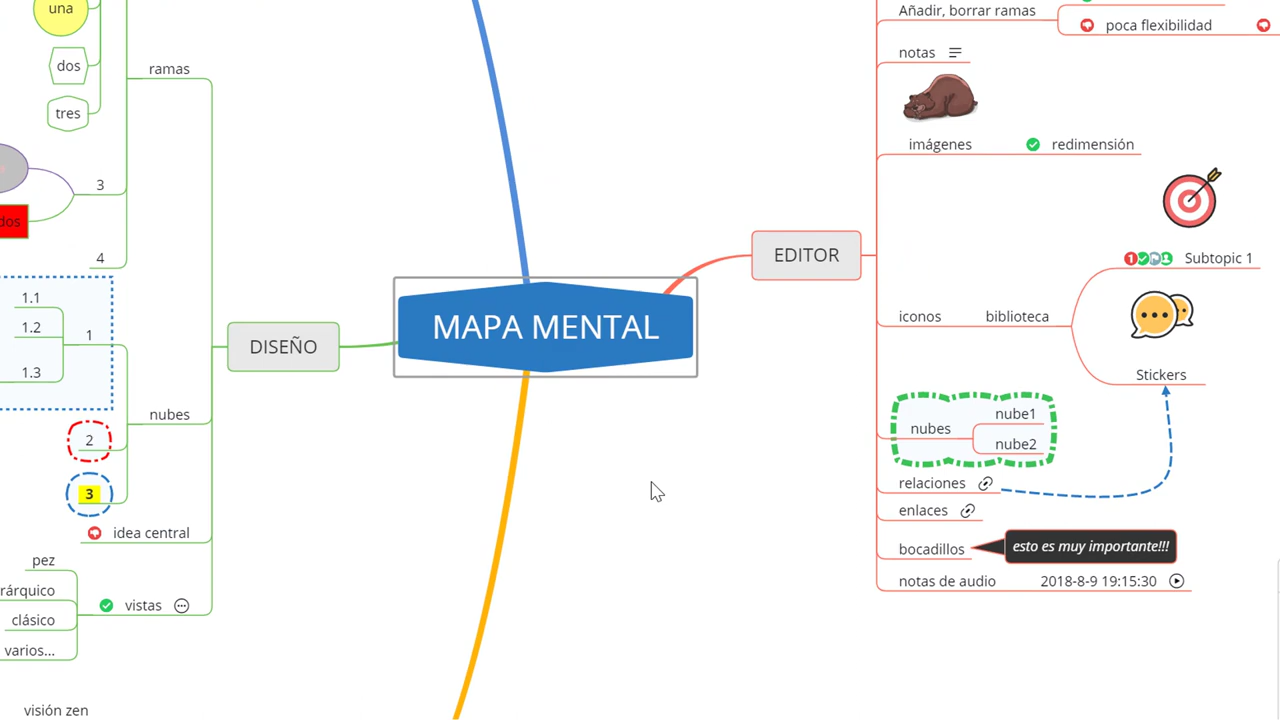 una
dos
tres
ramas
3
dos
4
1.1
1.2
1.3
1
nubes
2
3
idea central
pez
rárquico
clásico
varios...
vistas
visión zen
DISEÑO
MAPA MENTAL
EDITOR
Añadir, borrar ramas
poca flexibilidad
notas
imágenes
redimensión
iconos
biblioteca
1
Subtopic 1
Stickers
nubes
nube1
nube2
relaciones
enlaces
bocadillos
esto es muy importante!!!
notas de audio
2018-8-9 19:15:30